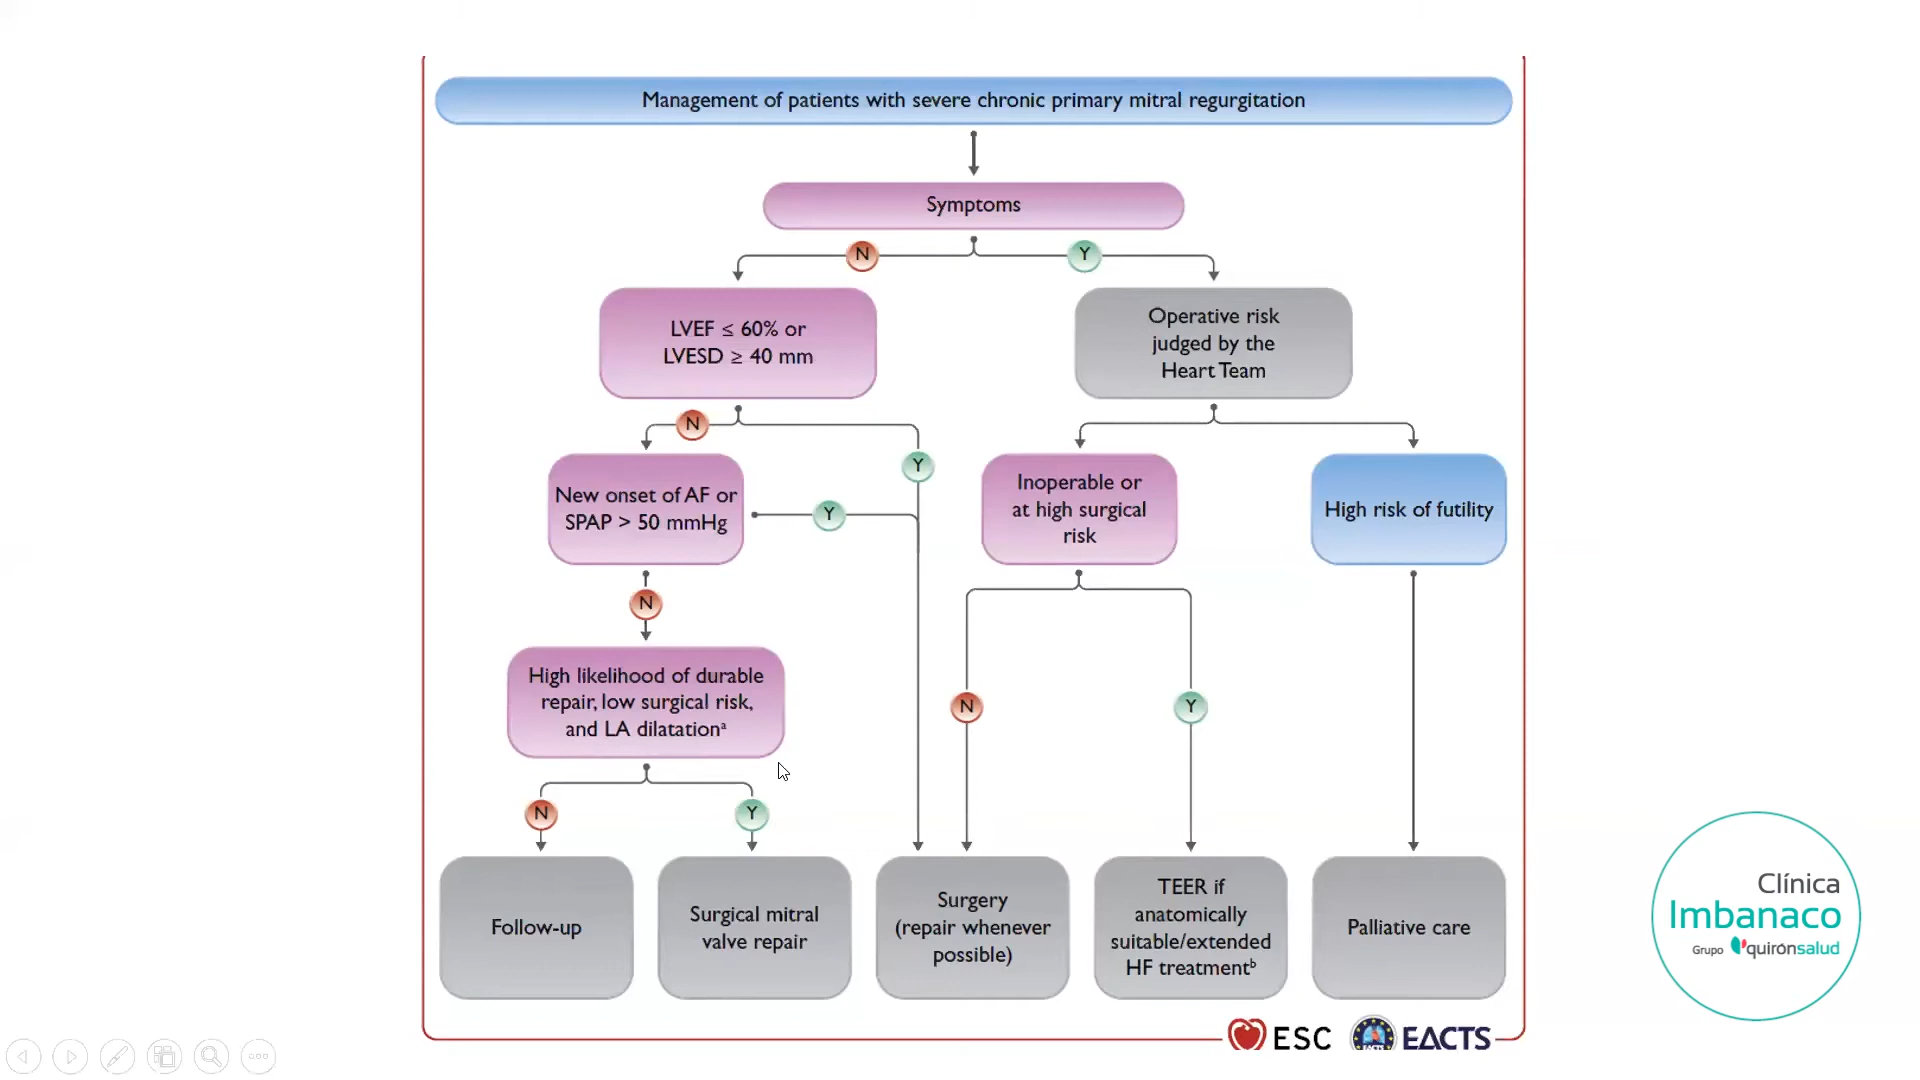 Management of patients with severe chronic primary mitral regurgitation
Symptoms
N
Y
LVEF ≤ 60% or
LVESD ≥ 40 mm
Operative risk
judged by the
Heart Team
N
Y
New onset of AF or
SPAP > 50 mmHg
Y
Inoperable or
at high surgical
risk
High risk of futility
N
High likelihood of durable
repair, low surgical risk,
and LA dilatationᵃ
N
Y
N
Y
Follow-up
Surgical mitral
valve repair
Surgery
(repair whenever
possible)
TEER if
anatomically
suitable/extended
HF treatmentᵇ
Palliative care
ESC
EACTS
EACTS
Clínica
Imbanaco
Grupo quirónsalud